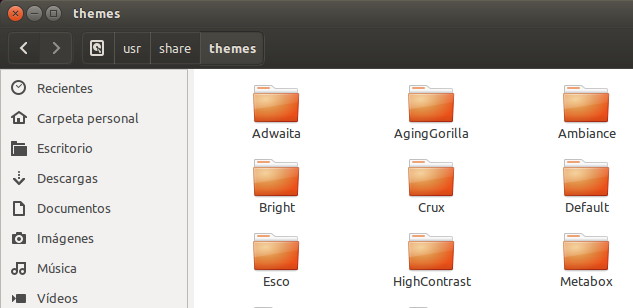 themes
usr share themes
Recientes
Carpeta personal
Escritorio
Descargas
Documentos
Imágenes
Música
Vídeos
Adwaita AgingGorilla Ambiance
Bright Crux Default
Esco HighContrast Metabox